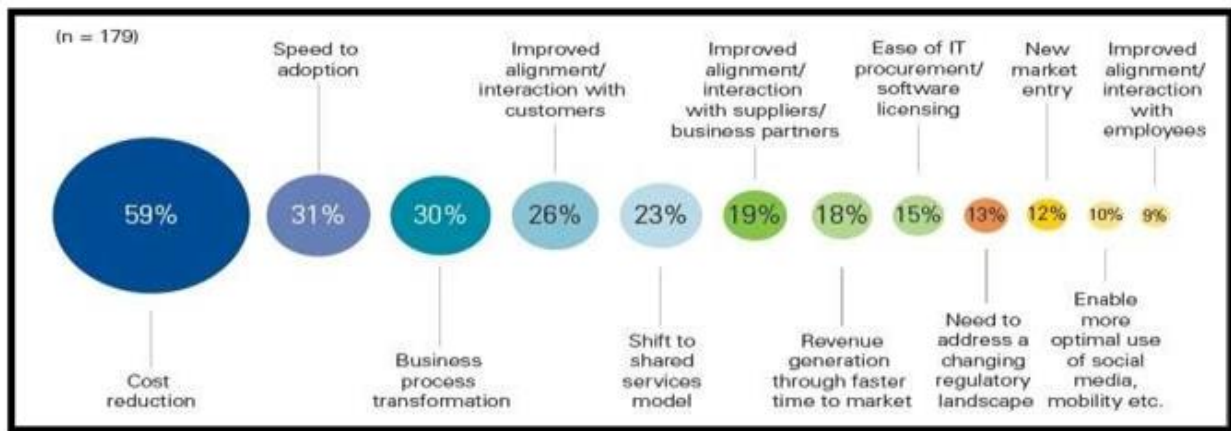 (n = 179)
Speed to
adoption
Improved
alignment/
interaction with
customers
Improved
alignment/
interaction
with suppliers/
business partners
Ease of IT
procurement/
software
licensing
New
market
entry
Improved
alignment/
interaction
with
employees
59%
31%
30%
26%
23%
19%
18%
15%
13%
12%
10%
9%
Cost
reduction
Business
process
transformation
Shift to
shared
services
model
Revenue
generation
through faster
time to market
Need to
address a
changing
regulatory
landscape
Enable
more
optimal use
of social
media,
mobility etc.